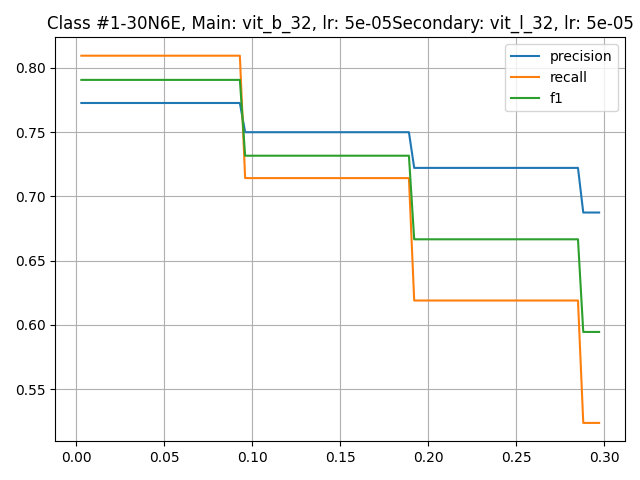 Class #1-30N6E, Main: vit_b_32, lr: 5e-05Secondary: vit_l_32, lr: 5e-05
precision
recall
f1
0.80
0.75
0.70
0.65
0.60
0.55
0.00 0.05 0.10 0.15 0.20 0.25 0.30